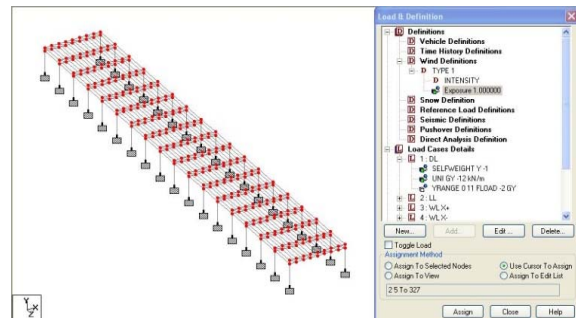 Load & Definition
Definitions
Vehicle Definitions
Time History Definitions
Wind Definitions
TYPE 1
INTENSITY
Exposure 1.000000
Snow Definition
Reference Load Definitions
Seismic Definitions
Pushover Definitions
Direct Analysis Definition
Load Cases Details
1 : DL
SELFWEIGHT Y -1
UNI GY -12 kN/m
YRANGE 0 11 FLOAD -2 GY
2 : LL
3 : WL X+
4 : WL X-
New... Add... Edit... Delete...
Toggle Load
Assignment Method
Assign To Selected Nodes Use Cursor To Assign
Assign To View Assign To Edit List
2 5 To 327
Assign Close Help
Y
X
Z